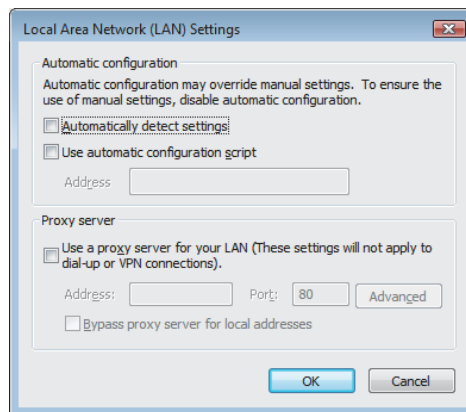 Local Area Network (LAN) Settings
Automatic configuration
Automatic configuration may override manual settings. To ensure the
use of manual settings, disable automatic configuration.
Automatically detect settings
Use automatic configuration script
Address
Proxy server
Use a proxy server for your LAN (These settings will not apply to
dial-up or VPN connections).
Address: Port: 80 Advanced
Bypass proxy server for local addresses
OK Cancel